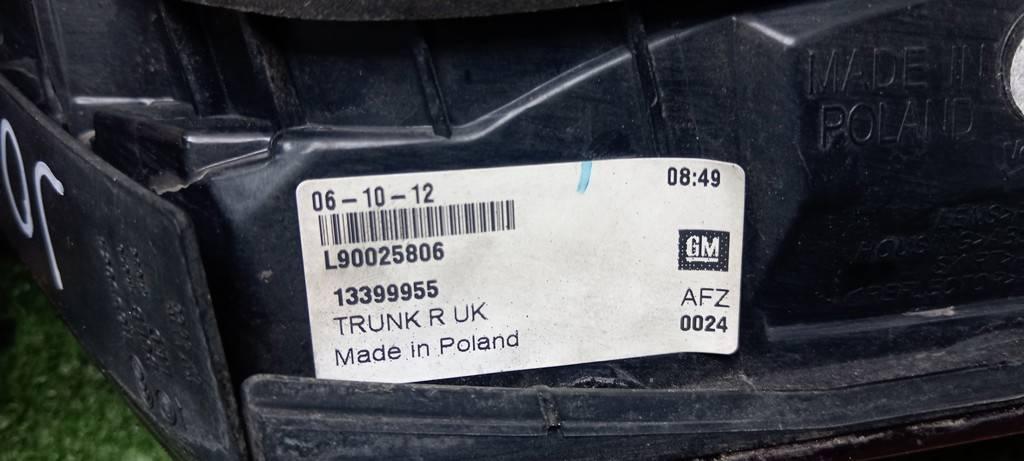 MADE IN
POLAND
06-10-12
08:49
L90025806
GM
13399955
AFZ
TRUNK R UK
0024
Made in Poland